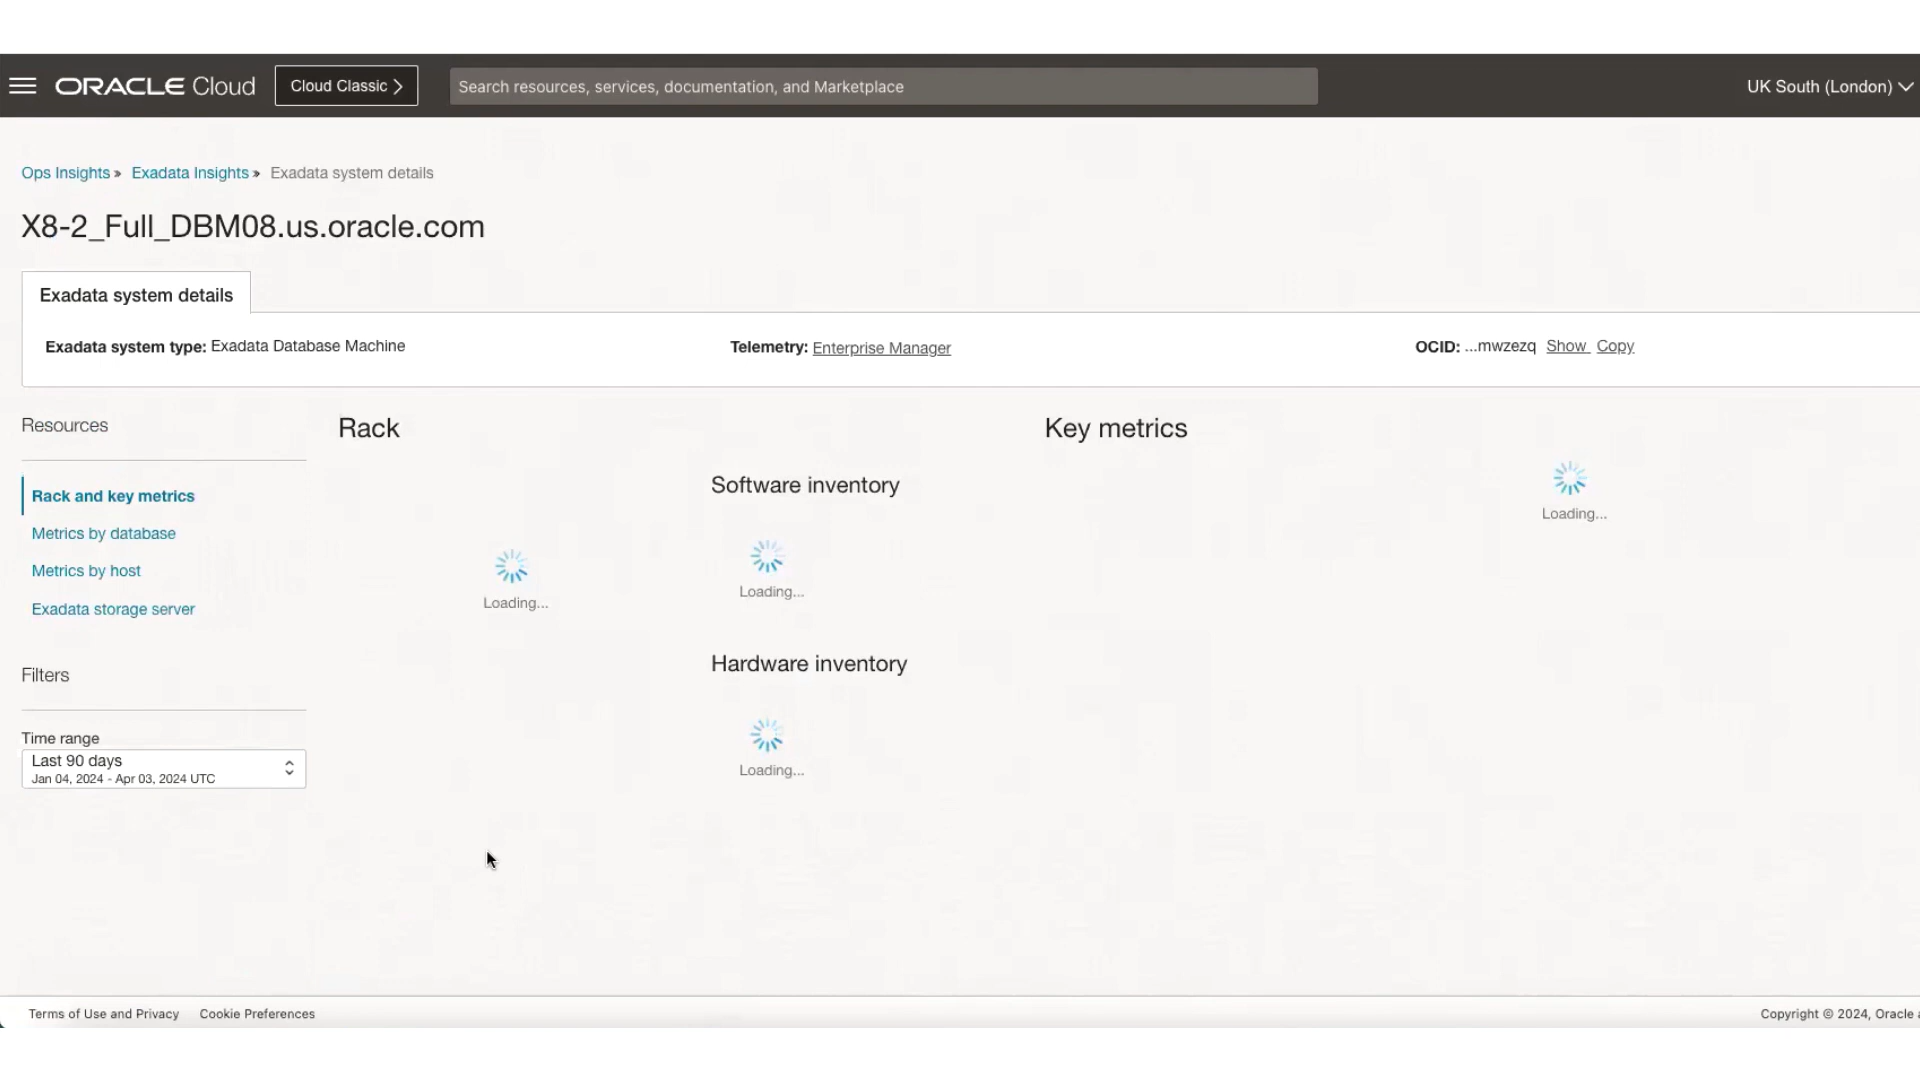 ORACLE Cloud
Cloud Classic
Search resources, services, documentation, and Marketplace
UK South (London)
Ops Insights » Exadata Insights » Exadata system details
X8-2_Full_DBM08.us.oracle.com
Exadata system details
Exadata system type: Exadata Database Machine
Telemetry: Enterprise Manager
OCID: ...mwzezq Show Copy
Resources
Rack and key metrics
Metrics by database
Metrics by host
Exadata storage server
Filters
Time range
Last 90 days
Jan 04, 2024 - Apr 03, 2024 UTC
Rack
Loading...
Software inventory
Loading...
Hardware inventory
Loading...
Key metrics
Loading...
Terms of Use and Privacy
Cookie Preferences
Copyright © 2024, Oracle